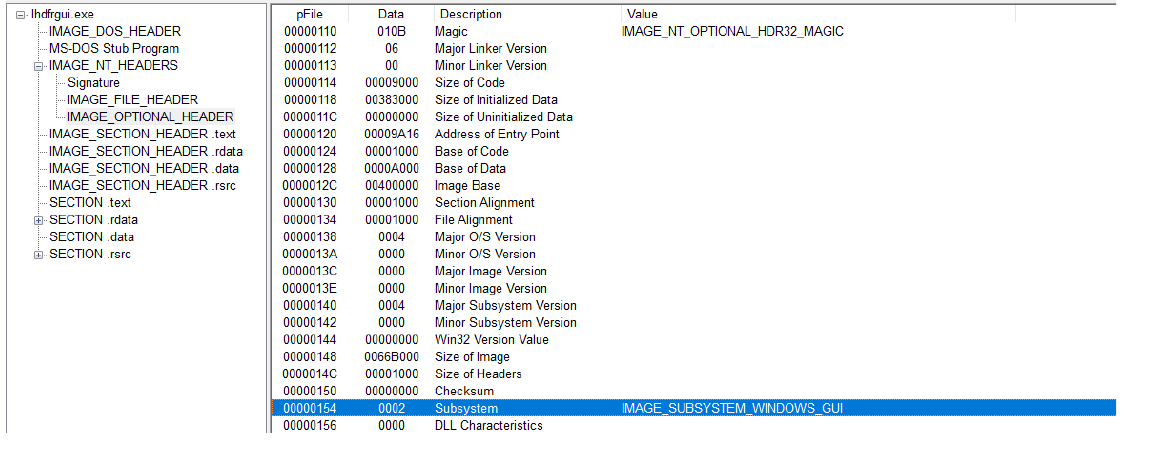 lhdfrgui.exe
IMAGE_DOS_HEADER
MS-DOS Stub Program
IMAGE_NT_HEADERS
Signature
IMAGE_FILE_HEADER
IMAGE_OPTIONAL_HEADER
IMAGE_SECTION_HEADER .text
IMAGE_SECTION_HEADER .rdata
IMAGE_SECTION_HEADER .data
IMAGE_SECTION_HEADER .rsrc
SECTION .text
SECTION .rdata
SECTION .data
SECTION .rsrc
pFile Data Description Value
00000110 010B Magic IMAGE_NT_OPTIONAL_HDR32_MAGIC
00000112 06 Major Linker Version
00000113 00 Minor Linker Version
00000114 00009000 Size of Code
00000118 00383000 Size of Initialized Data
0000011C 00000000 Size of Uninitialized Data
00000120 00009A16 Address of Entry Point
00000124 00001000 Base of Code
00000128 0000A000 Base of Data
0000012C 00400000 Image Base
00000130 00001000 Section Alignment
00000134 00001000 File Alignment
00000138 0004 Major O/S Version
0000013A 0000 Minor O/S Version
0000013C 0000 Major Image Version
0000013E 0000 Minor Image Version
00000140 0004 Major Subsystem Version
00000142 0000 Minor Subsystem Version
00000144 00000000 Win32 Version Value
00000148 0066B000 Size of Image
0000014C 00001000 Size of Headers
00000150 00000000 Checksum
00000154 0002 Subsystem IMAGE_SUBSYSTEM_WINDOWS_GUI
00000156 0000 DLL Characteristics